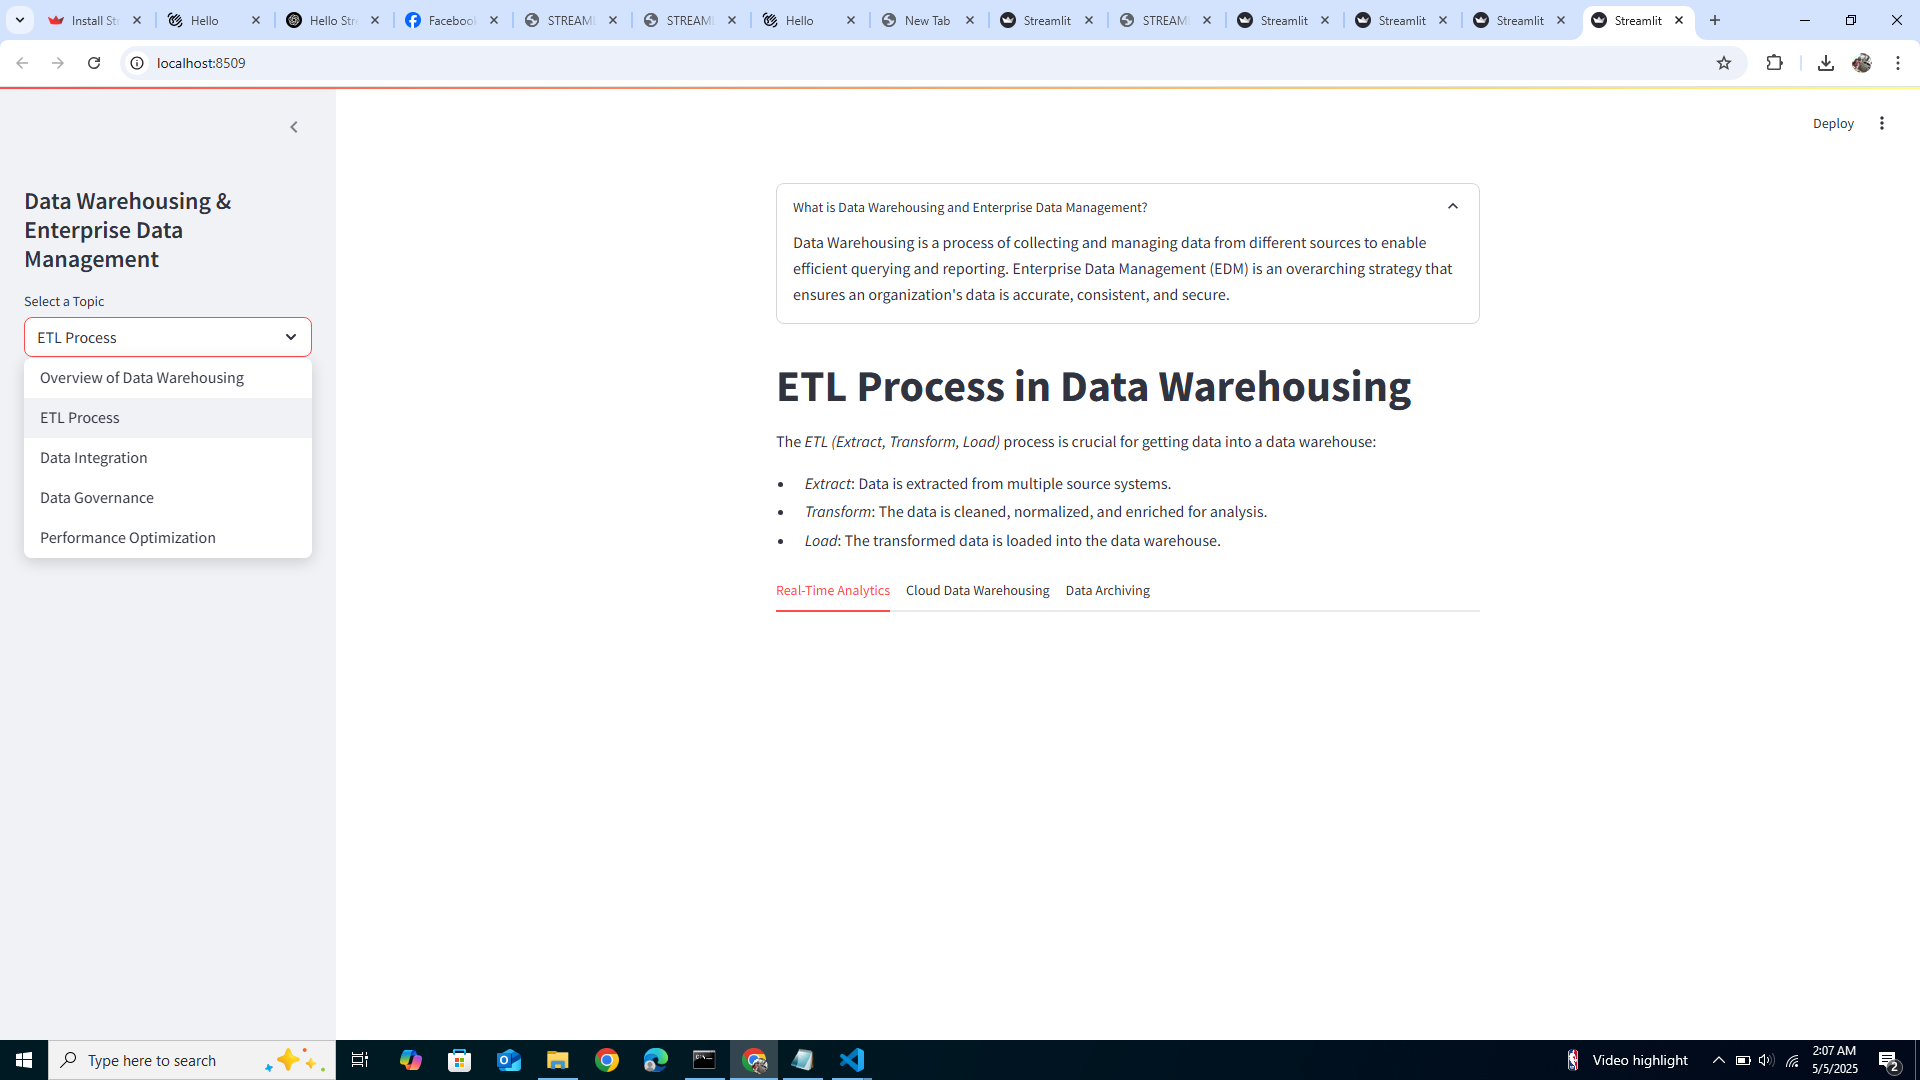 Install St
Hello
Hello Stre
Facebook
STREAML
STREAML
Hello
New Tab
Streamlit
STREAML
Streamlit
Streamlit
Streamlit
Streamlit
localhost:8509
Deploy
Data Warehousing &
Enterprise Data
Management
Select a Topic
ETL Process
Overview of Data Warehousing
ETL Process
Data Integration
Data Governance
Performance Optimization
What is Data Warehousing and Enterprise Data Management?
Data Warehousing is a process of collecting and managing data from different sources to enable
efficient querying and reporting. Enterprise Data Management (EDM) is an overarching strategy that
ensures an organization's data is accurate, consistent, and secure.
ETL Process in Data Warehousing
The ETL (Extract, Transform, Load) process is crucial for getting data into a data warehouse:
• Extract: Data is extracted from multiple source systems.
• Transform: The data is cleaned, normalized, and enriched for analysis.
• Load: The transformed data is loaded into the data warehouse.
Real-Time Analytics Cloud Data Warehousing Data Archiving
Type here to search
Video highlight
2:07 AM
5/5/2025
2